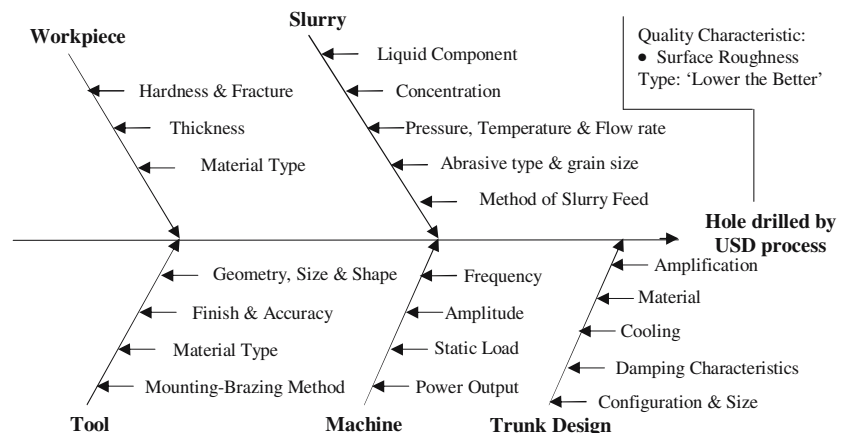 Slurry
Workpiece
Quality Characteristic:
● Surface Roughness
Type: ‘Lower the Better’
Liquid Component
Hardness & Fracture
Concentration
Thickness
Pressure, Temperature & Flow rate
Material Type
Abrasive type & grain size
Method of Slurry Feed
Hole drilled by
USD process
Geometry, Size & Shape
Finish & Accuracy
Material Type
Mounting-Brazing Method
Tool
Frequency
Amplitude
Static Load
Power Output
Machine
Amplification
Material
Cooling
Damping Characteristics
Configuration & Size
Trunk Design